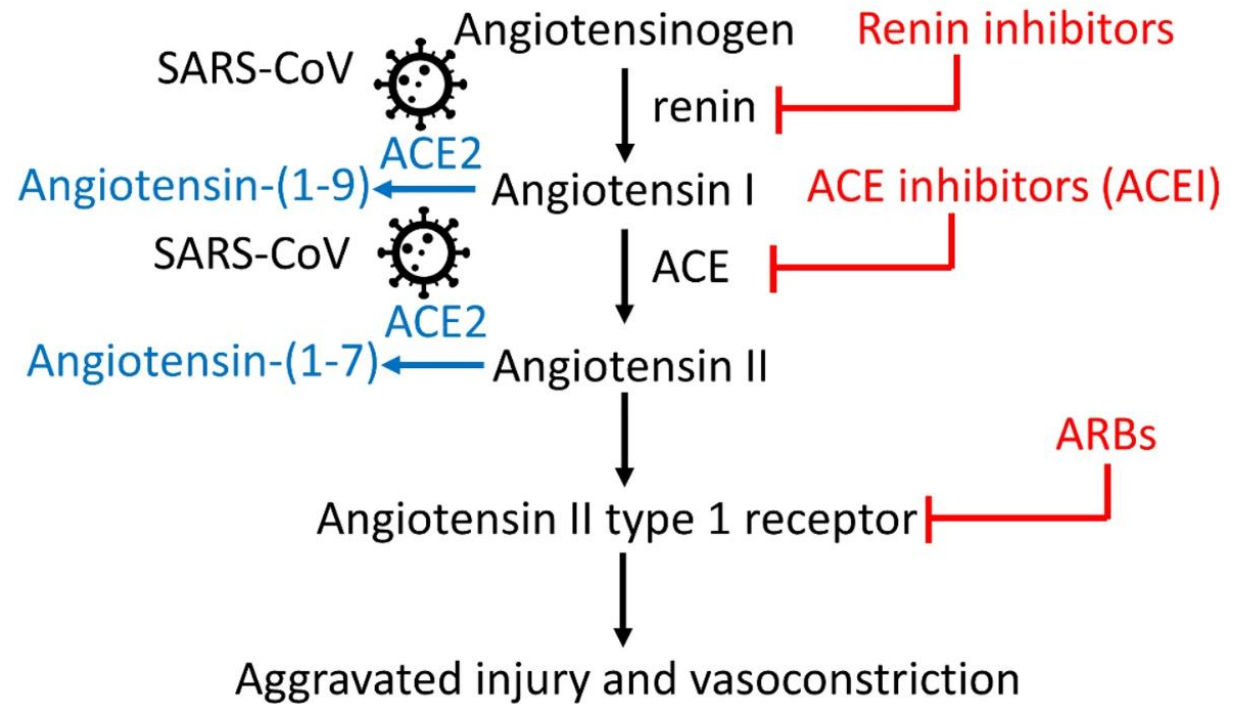 Angiotensinogen
Renin inhibitors
SARS-CoV
renin
ACE2
Angiotensin-(1-9)
Angiotensin I
ACE inhibitors (ACEI)
SARS-CoV
ACE
ACE2
Angiotensin-(1-7)
Angiotensin II
ARBs
Angiotensin II type 1 receptor
Aggravated injury and vasoconstriction